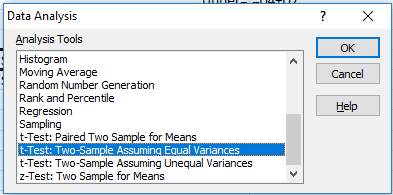 Data Analysis
Analysis Tools
Histogram
Moving Average
Random Number Generation
Rank and Percentile
Regression
Sampling
t-Test: Paired Two Sample for Means
t-Test: Two-Sample Assuming Equal Variances
t-Test: Two-Sample Assuming Unequal Variances
z-Test: Two Sample for Means
OK
Cancel
Help